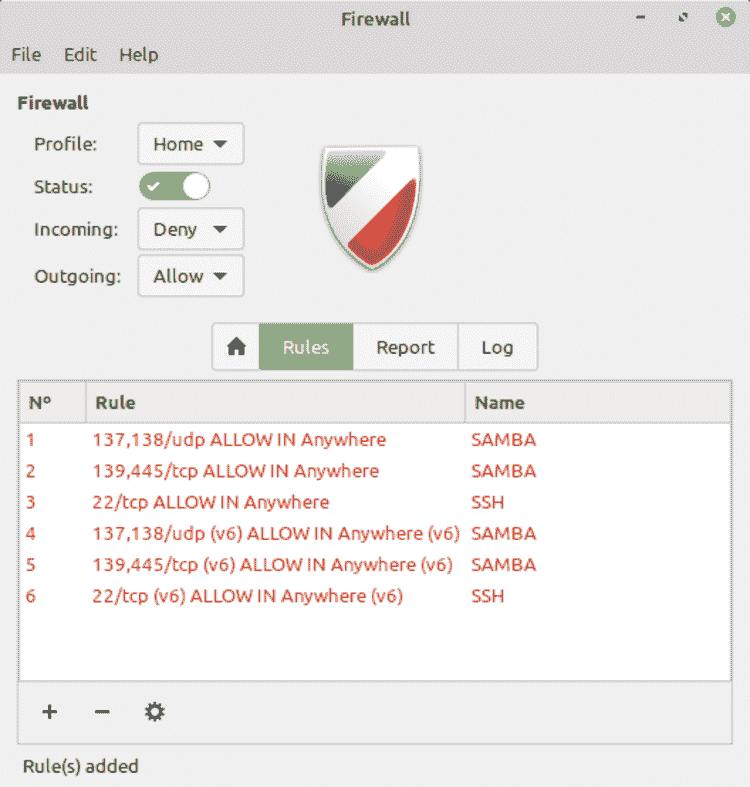 Firewall
File Edit Help
Firewall
Profile: Home
Status:
Incoming: Deny
Outgoing: Allow
Rules Report Log
Nº Rule Name
1 137,138/udp ALLOW IN Anywhere SAMBA
2 139,445/tcp ALLOW IN Anywhere SAMBA
3 22/tcp ALLOW IN Anywhere SSH
4 137,138/udp (v6) ALLOW IN Anywhere (v6) SAMBA
5 139,445/tcp (v6) ALLOW IN Anywhere (v6) SAMBA
6 22/tcp (v6) ALLOW IN Anywhere (v6) SSH
Rule(s) added